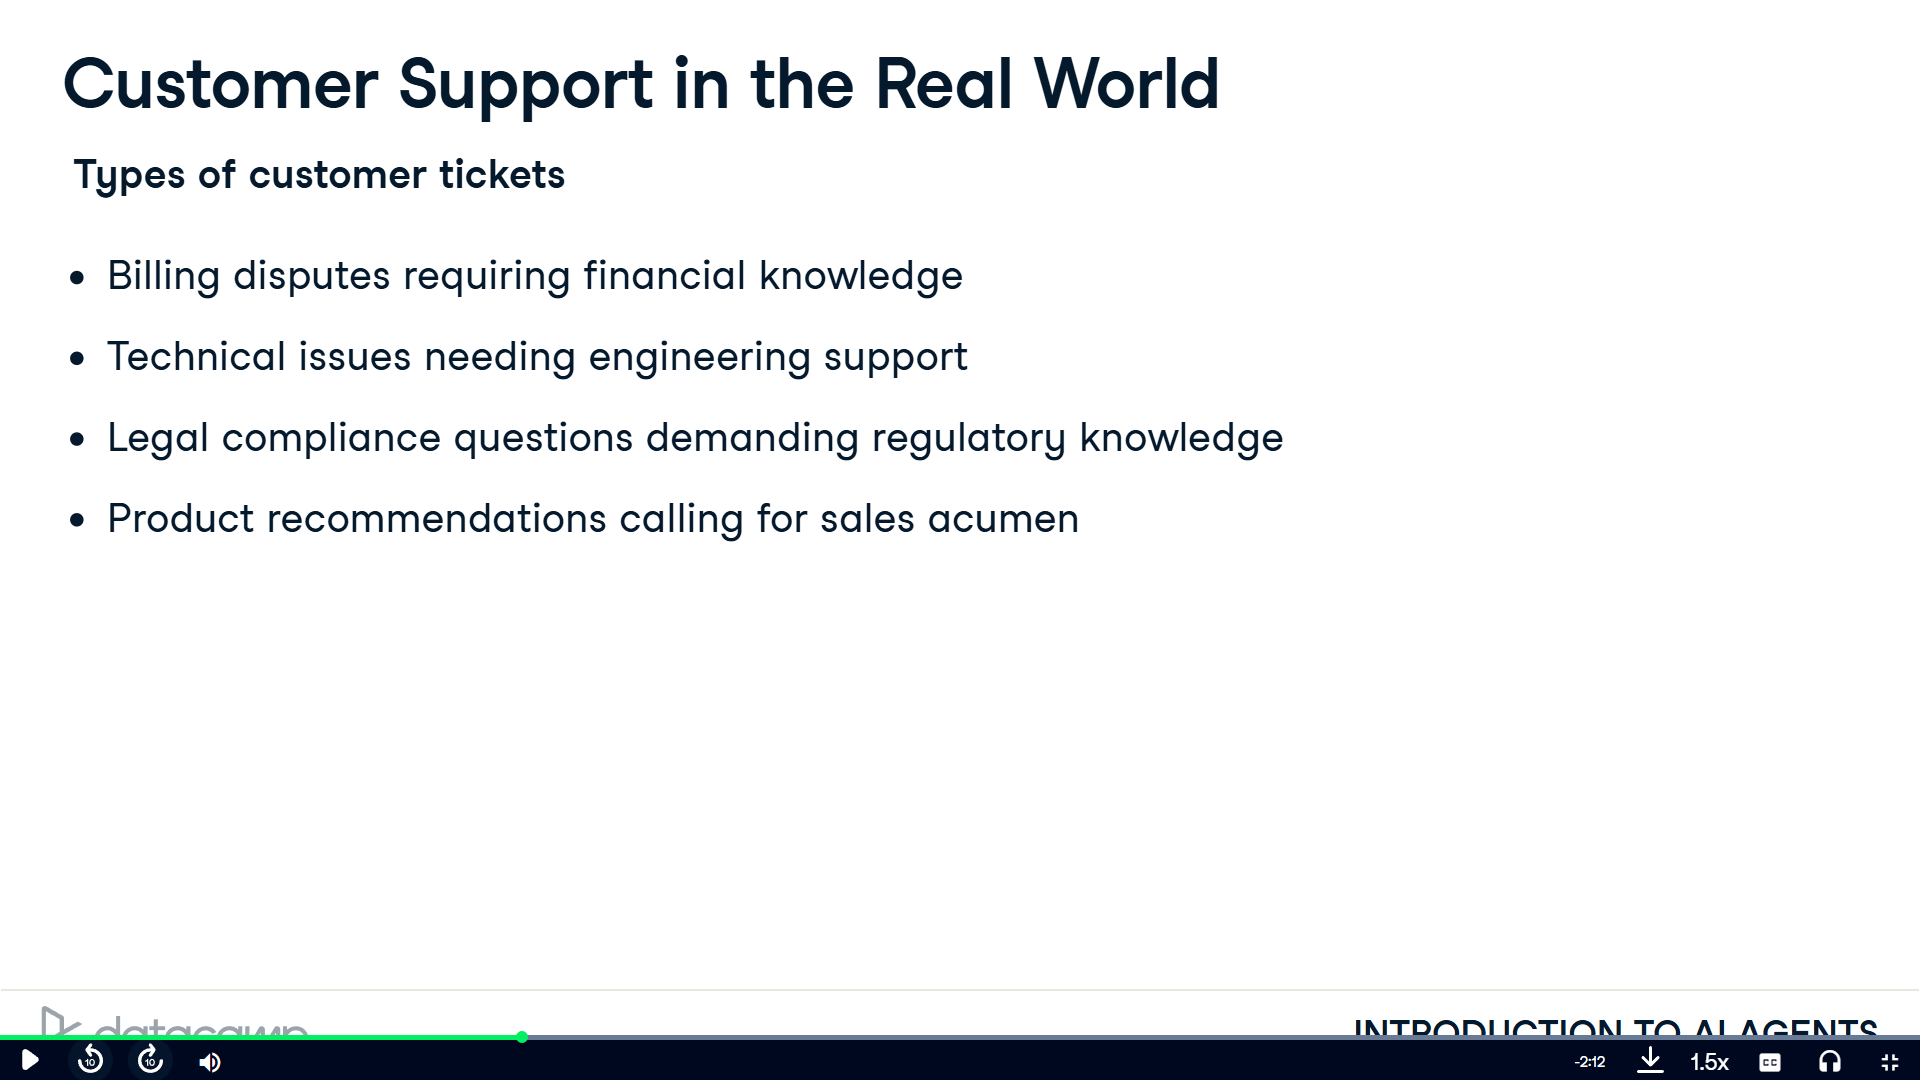 Customer Support in the Real World
Types of customer tickets
• Billing disputes requiring financial knowledge
• Technical issues needing engineering support
• Legal compliance questions demanding regulatory knowledge
• Product recommendations calling for sales acumen
datacamp
INTRODUCTION TO AI AGENTS
10
10
-2:12
1.5x
CC